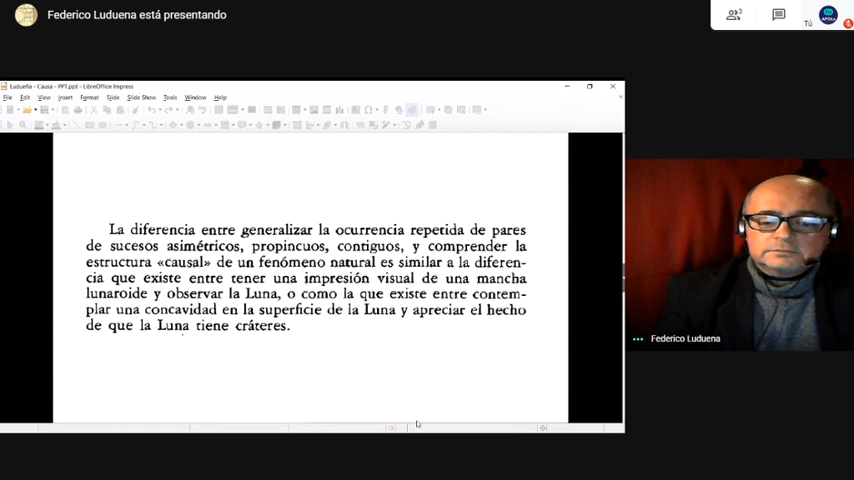 Federico Luduena está presentando
3
Tú
Ludueña - Causa - PPT.ppt - LibreOffice Impress
File Edit View Insert Format Slide Slide Show Tools Window Help
La diferencia entre generalizar la ocurrencia repetida de pares
de sucesos asimétricos, propincuos, contiguos, y comprender la
estructura «causal» de un fenómeno natural es similar a la diferen-
cia que existe entre tener una impresión visual de una mancha
lunaroide y observar la Luna, o como la que existe entre contem-
plar una concavidad en la superficie de la Luna y apreciar el hecho
de que la Luna tiene cráteres.
Federico Luduena